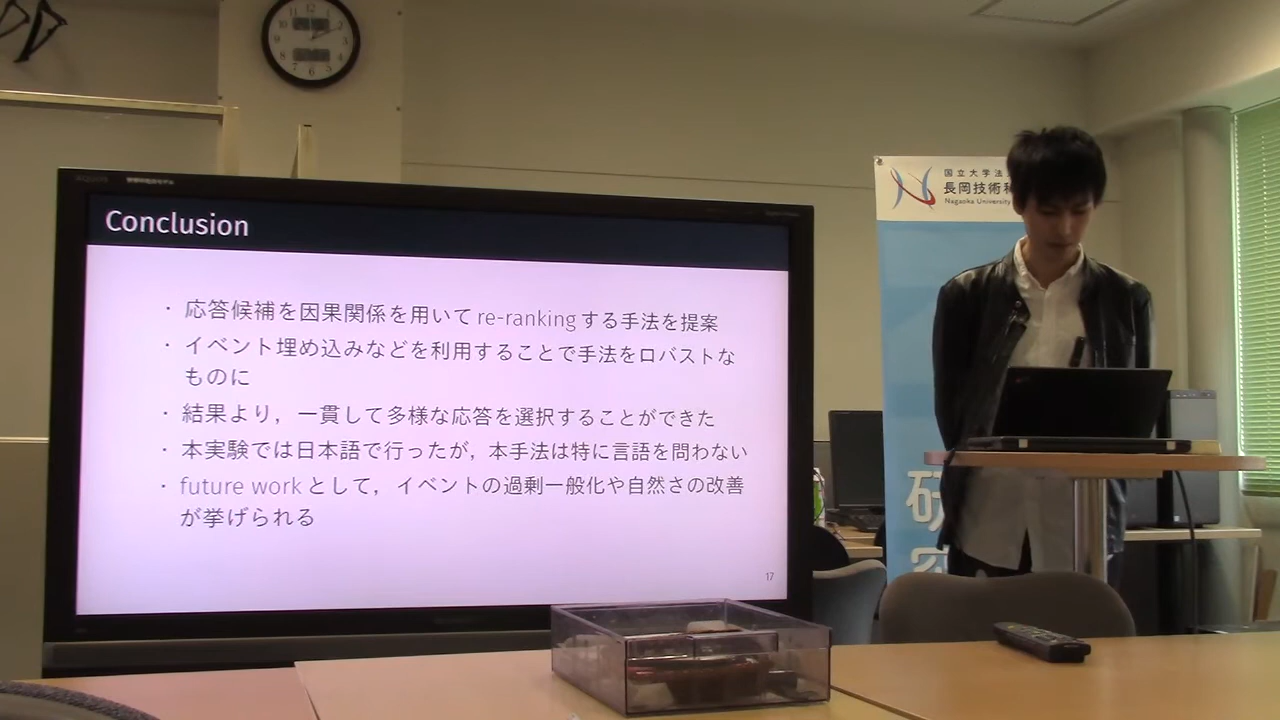 Conclusion
・ 応答候補を因果関係を用いて re-ranking する手法を提案
・ イベント埋め込みなどを利用することで手法をロバストな
ものに
・ 結果より，一貫して多様な応答を選択することができた
・ 本実験では日本語で行ったが，本手法は特に言語を問わない
・ future work として，イベントの過剰一般化や自然さの改善
が挙げられる
17
国立大学法
長岡技術科
Nagaoka University
研